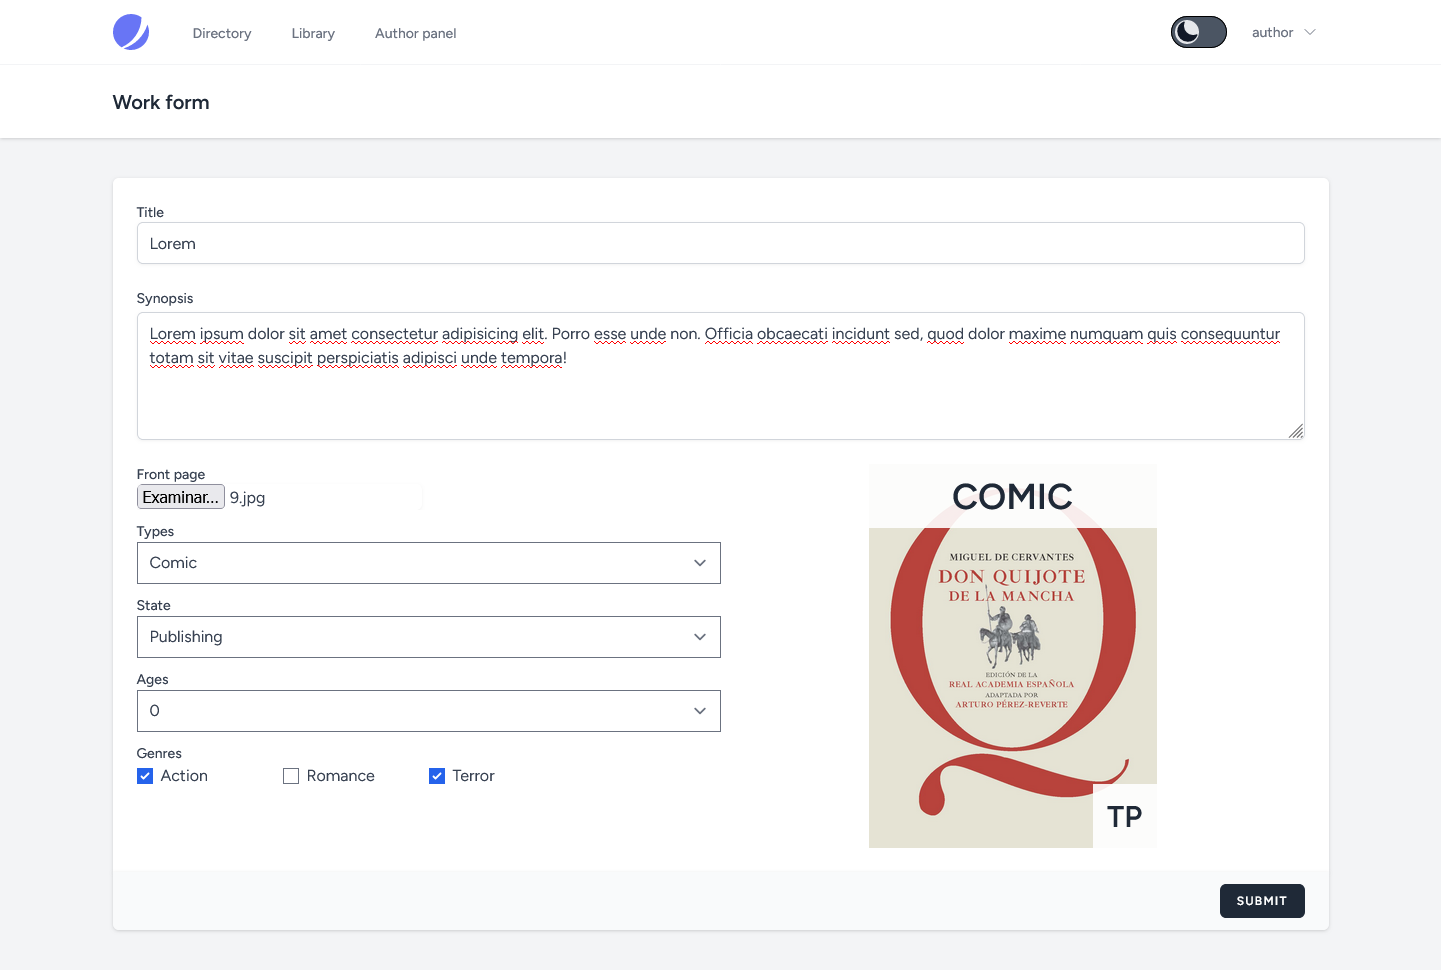 Directory Library Author panel author
Work form
Title
Lorem
Synopsis
Lorem ipsum dolor sit amet consectetur adipisicing elit. Porro esse unde non. Officia obcaecati incidunt sed, quod dolor maxime numquam quis consequuntur
totam sit vitae suscipit perspiciatis adipisci unde tempora!
Front page
Examinar... 9.jpg
Types
Comic
State
Publishing
Ages
0
Genres
Action Romance Terror
COMIC
MIGUEL DE CERVANTES
DON QUIJOTE
DE LA MANCHA
EDICIÓN DE LA
REAL ACADEMIA ESPAÑOLA
ADAPTADA POR
ARTURO PÉREZ-REVERTE
TP
SUBMIT